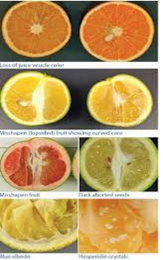 Loss of juice vesicle color
Misshapen (lopsided) fruit showing curved core
Misshapen fruit
Dark aborted seeds
Blue albedo
Hesperidin crystals